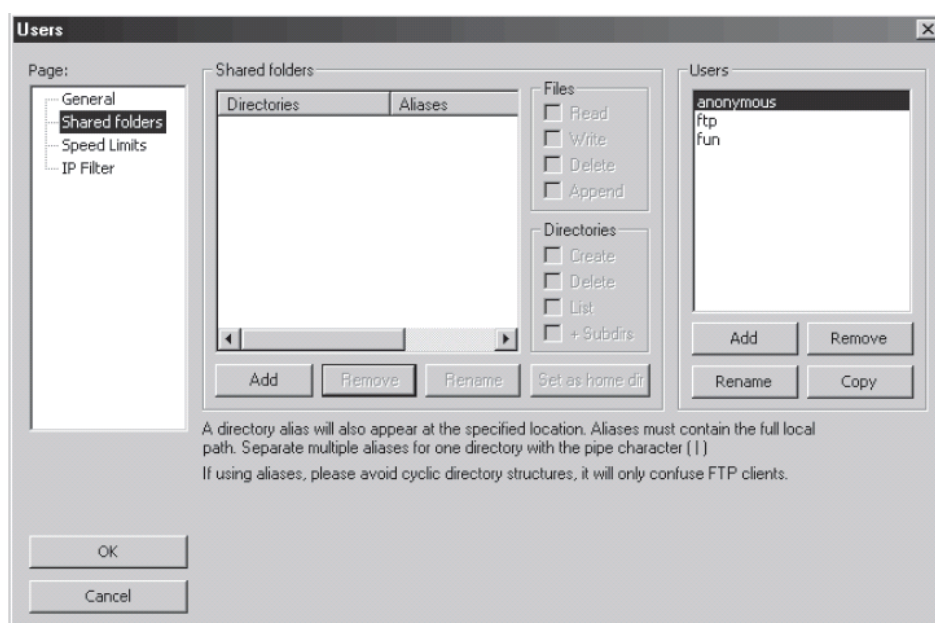 Users
Page:
General
Shared folders
Speed Limits
IP Filter
Shared folders
Directories
Aliases
Files
Read
Write
Delete
Append
Directories
Create
Delete
List
+ Subdirs
Add
Remove
Rename
Set as home dir
Users
anonymous
ftp
fun
Add
Remove
Rename
Copy
A directory alias will also appear at the specified location. Aliases must contain the full local
path. Separate multiple aliases for one directory with the pipe character ( | )
If using aliases, please avoid cyclic directory structures, it will only confuse FTP clients.
OK
Cancel